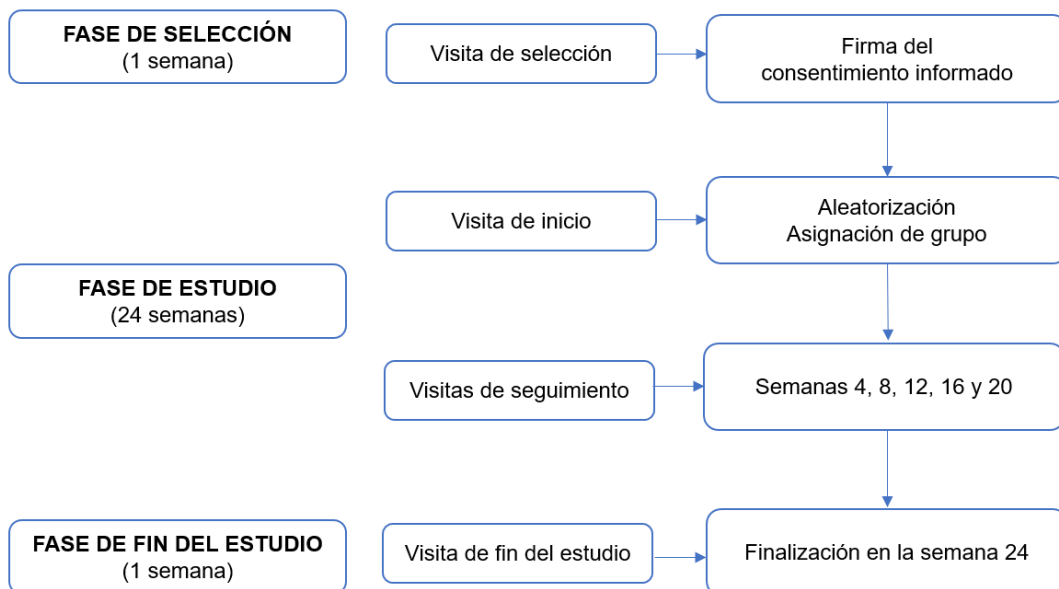 FASE DE SELECCIÓN
(1 semana)
Visita de selección
Firma del
consentimiento informado
Visita de inicio
Aleatorización
Asignación de grupo
FASE DE ESTUDIO
(24 semanas)
Visitas de seguimiento
Semanas 4, 8, 12, 16 y 20
FASE DE FIN DEL ESTUDIO
(1 semana)
Visita de fin del estudio
Finalización en la semana 24